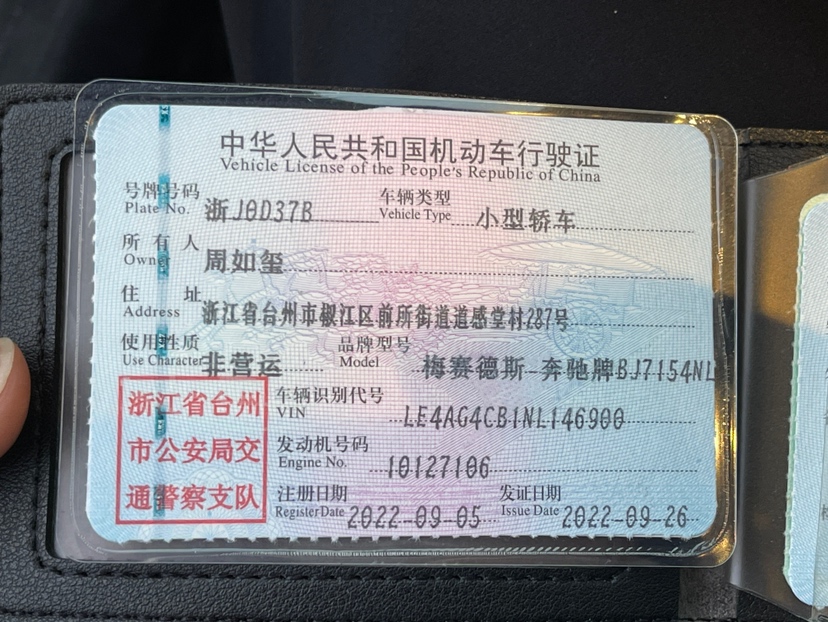 中华人民共和国机动车行驶证
Vehicle License of the People's Republic of China
号牌号码 浙J0D37B 车辆类型 小型轿车
Plate No. Vehicle Type
所有人 周如玺
Owner
住址 浙江省台州市椒江区前所街道道感堂村287号
Address
使用性质 非营运 品牌型号 梅赛德斯-奔驰牌BJ7154NL
Use Character Model
浙江省台州
市公安局交
通警察支队
车辆识别代号 LE4AG4CB1NL146900
VIN
发动机号码 10127106
Engine No.
注册日期 2022-09-05 发证日期 2022-09-26
Register Date Issue Date